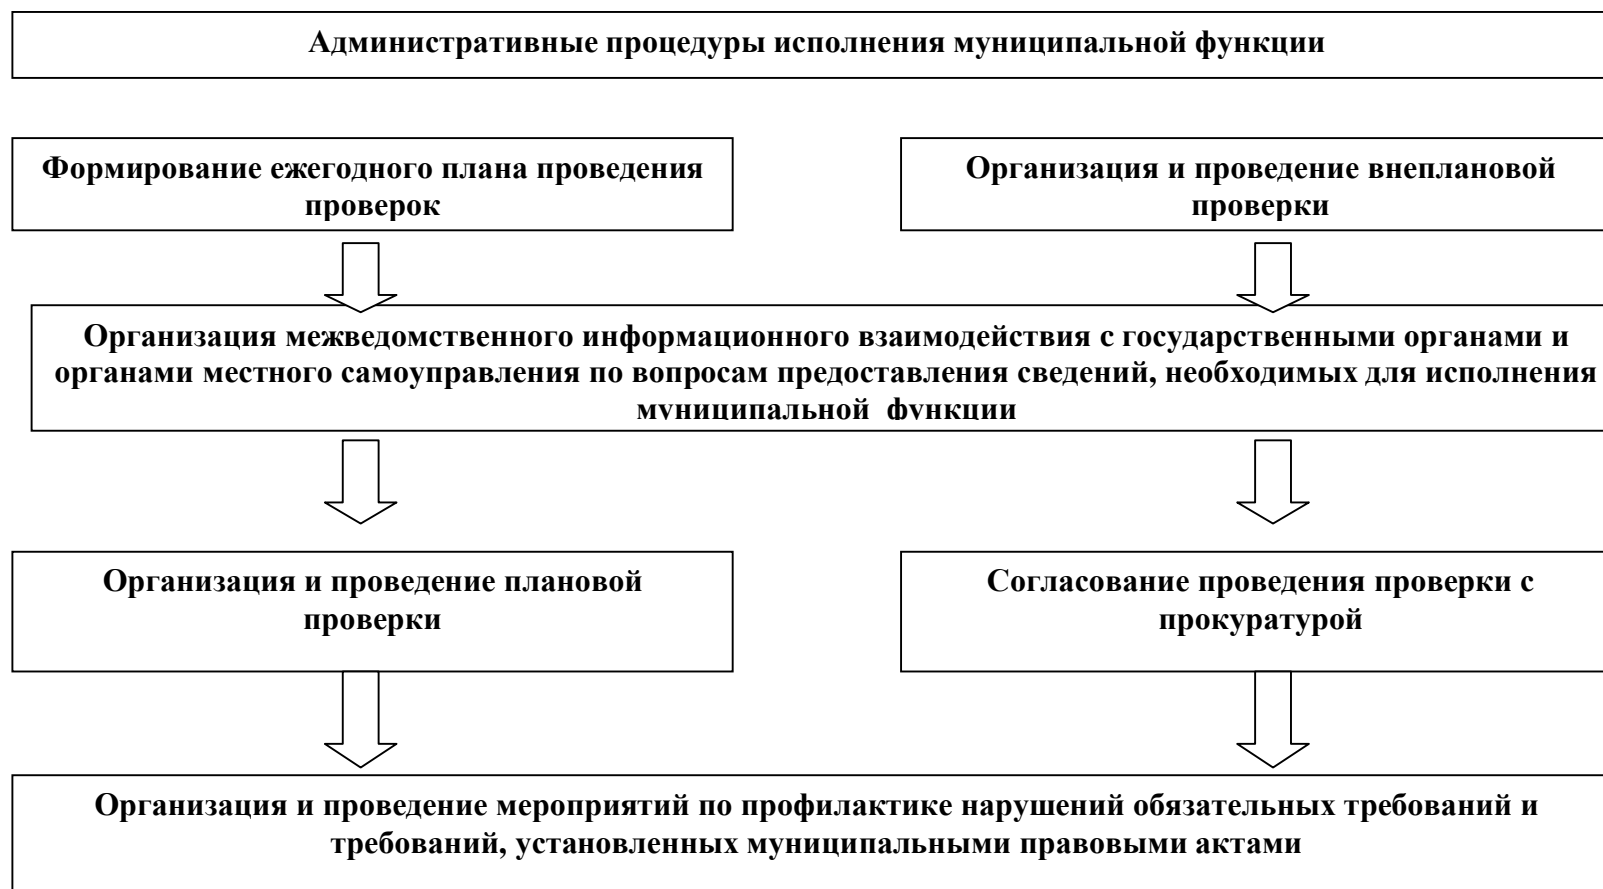 Административные процедуры исполнения муниципальной функции
Формирование ежегодного плана проведения
проверок
Организация и проведение внеплановой
проверки
Организация межведомственного информационного взаимодействия с государственными органами и
органами местного самоуправления по вопросам предоставления сведений, необходимых для исполнения
муниципальной функции
Организация и проведение плановой
проверки
Согласование проведения проверки с
прокуратурой
Организация и проведение мероприятий по профилактике нарушений обязательных требований и
требований, установленных муниципальными правовыми актами